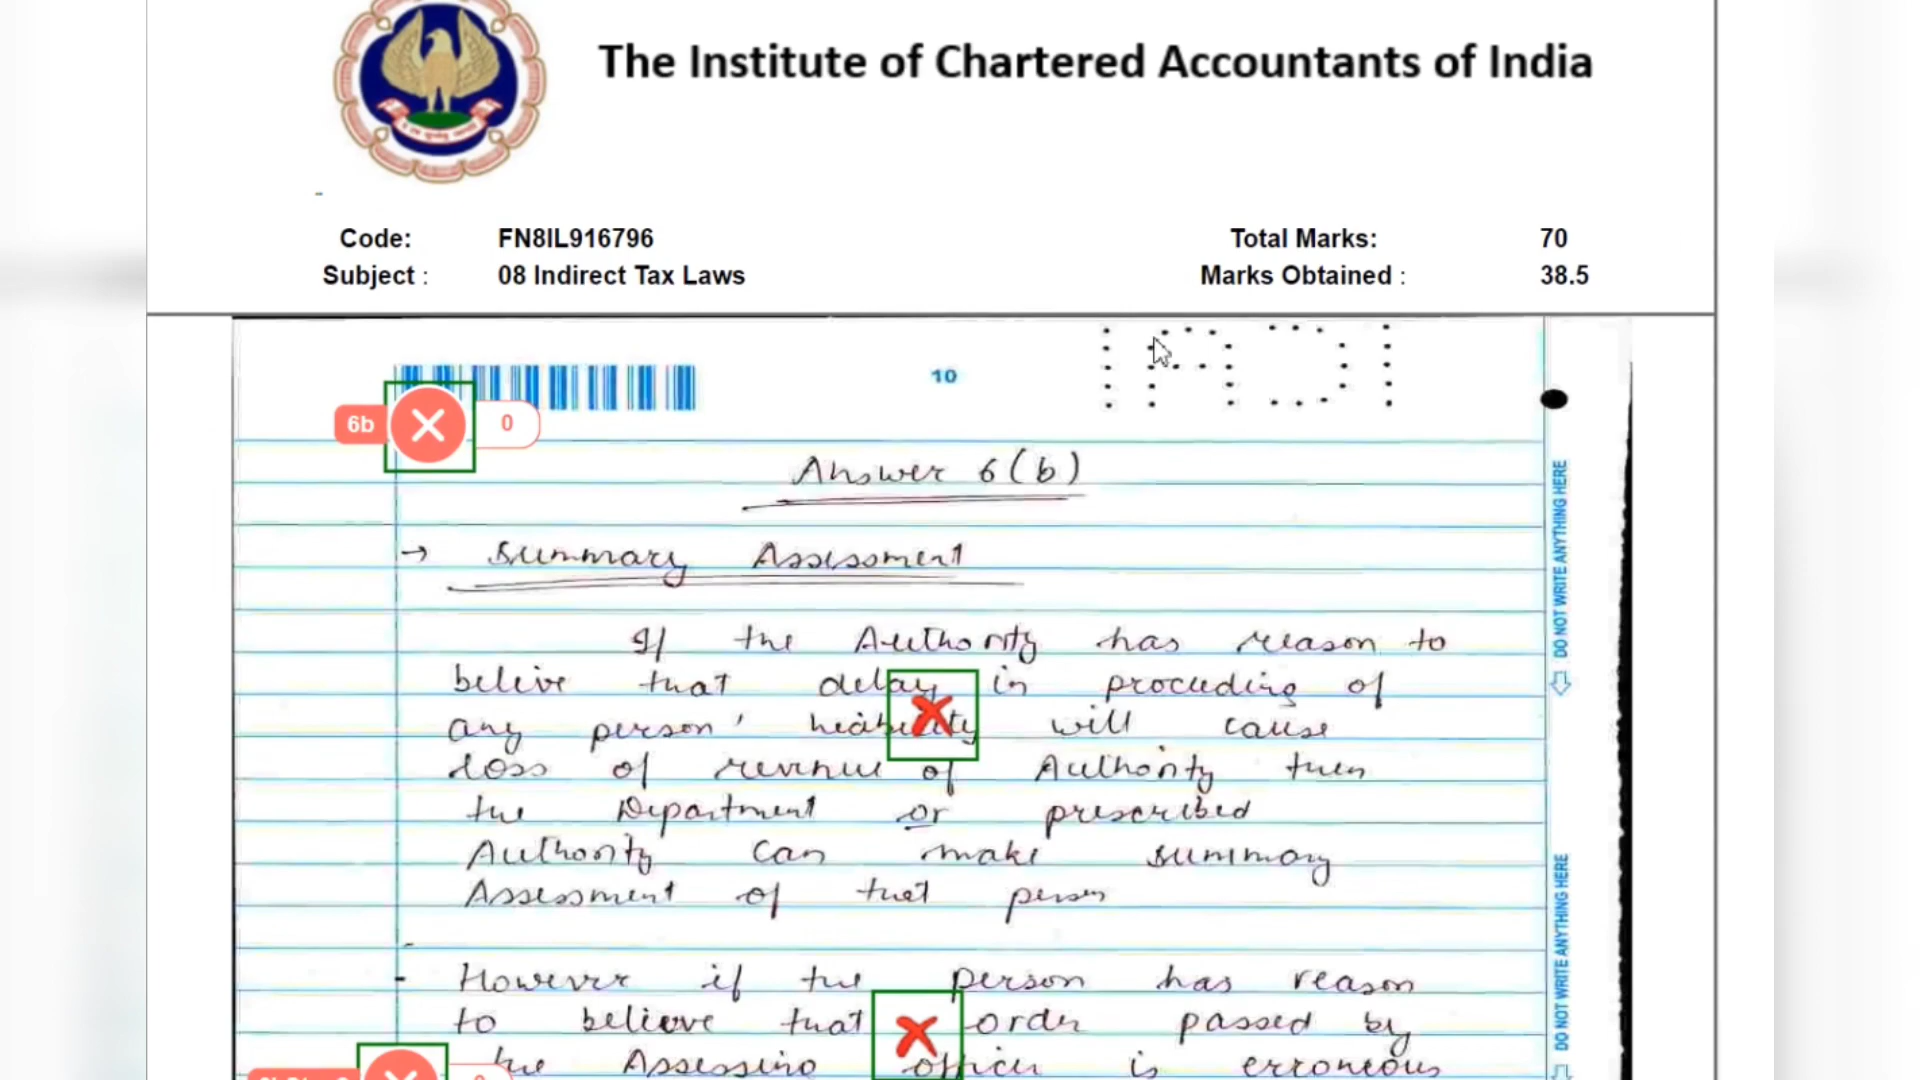 The Institute of Chartered Accountants of India
Code: FN8IL916796 Total Marks: 70
Subject : 08 Indirect Tax Laws Marks Obtained : 38.5
10
6b 0
Answer 6(b)
→ Summary Assessment
If the Authority has reason to
belive that delay in proceeding of
any person' liability will cause
loss of revenue of Authority then
the Department or prescribed
Authority can make summary
Assessment of that person
- However if the person has reason
to believe that order passed by
the Assessing officer is erroneous
DO NOT WRITE ANYTHING HERE
DO NOT WRITE ANYTHING HERE